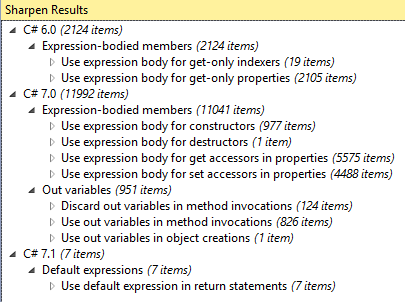 Sharpen Results
C# 6.0 (2124 items)
Expression-bodied members (2124 items)
Use expression body for get-only indexers (19 items)
Use expression body for get-only properties (2105 items)
C# 7.0 (11992 items)
Expression-bodied members (11041 items)
Use expression body for constructors (977 items)
Use expression body for destructors (1 item)
Use expression body for get accessors in properties (5575 items)
Use expression body for set accessors in properties (4488 items)
Out variables (951 items)
Discard out variables in method invocations (124 items)
Use out variables in method invocations (826 items)
Use out variables in object creations (1 item)
C# 7.1 (7 items)
Default expressions (7 items)
Use default expression in return statements (7 items)